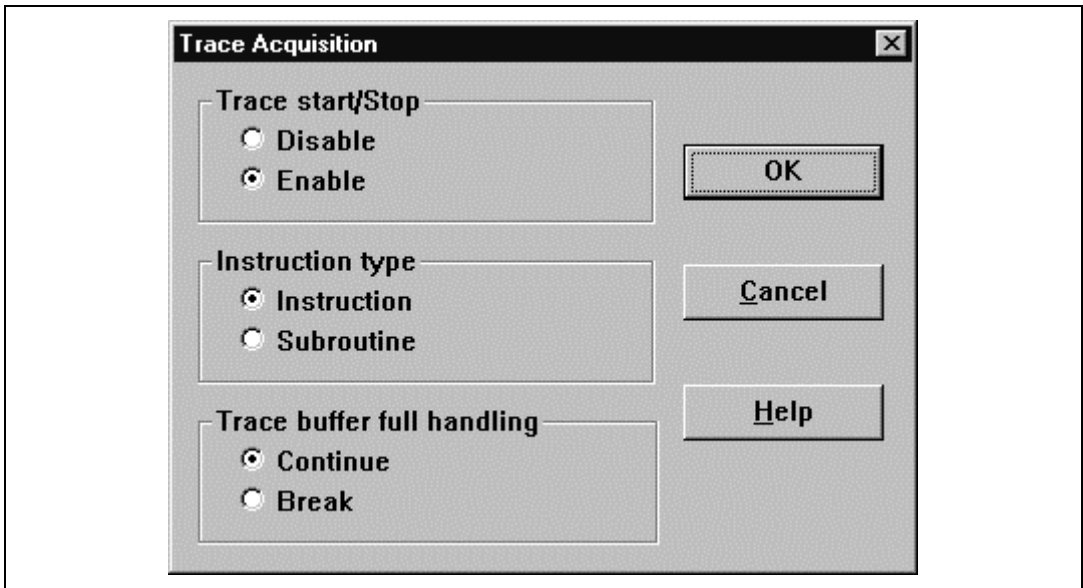 Trace Acquisition
Trace start/Stop
Disable
Enable
OK
Instruction type
Instruction
Subroutine
Cancel
Trace buffer full handling
Continue
Break
Help